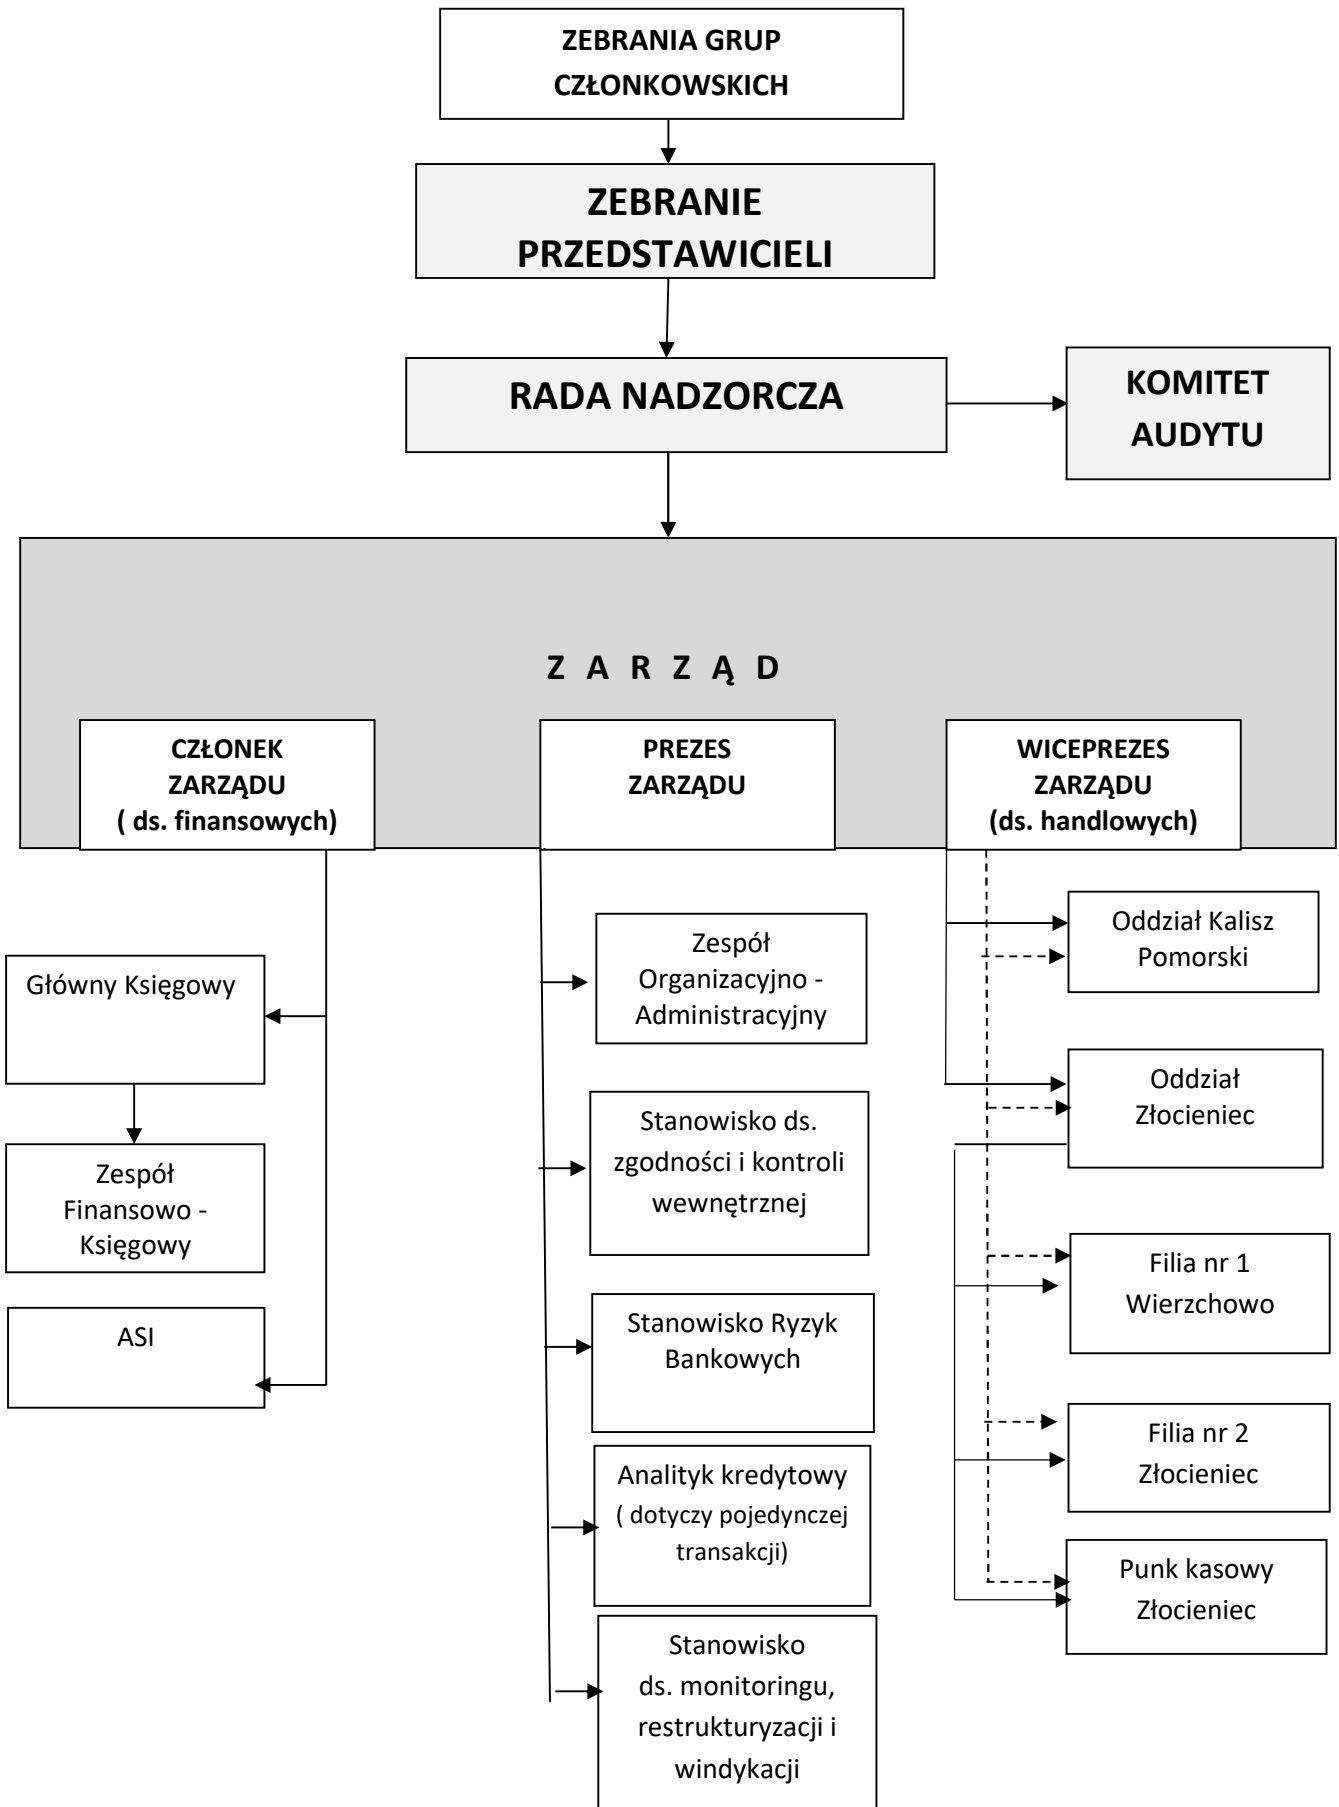 ZEBRANIA GRUP
CZŁONKOWSKICH
ZEBRANIE
PRZEDSTAWICIELI
RADA NADZORCZA
KOMITET
AUDYTU
Z A R Z Ą D
CZŁONEK
ZARZĄDU
( ds. finansowych)
PREZES
ZARZĄDU
WICEPREZES
ZARZĄDU
(ds. handlowych)
Główny Księgowy
Zespół
Finansowo -
Księgowy
ASI
Zespół
Organizacyjno -
Administracyjny
Stanowisko ds.
zgodności i kontroli
wewnętrznej
Stanowisko Ryzyk
Bankowych
Analityk kredytowy
( dotyczy pojedynczej
transakcji)
Stanowisko
ds. monitoringu,
restrukturyzacji i
windykacji
Oddział Kalisz
Pomorski
Oddział
Złocieniec
Filia nr 1
Wierzchowo
Filia nr 2
Złocieniec
Punk kasowy
Złocieniec